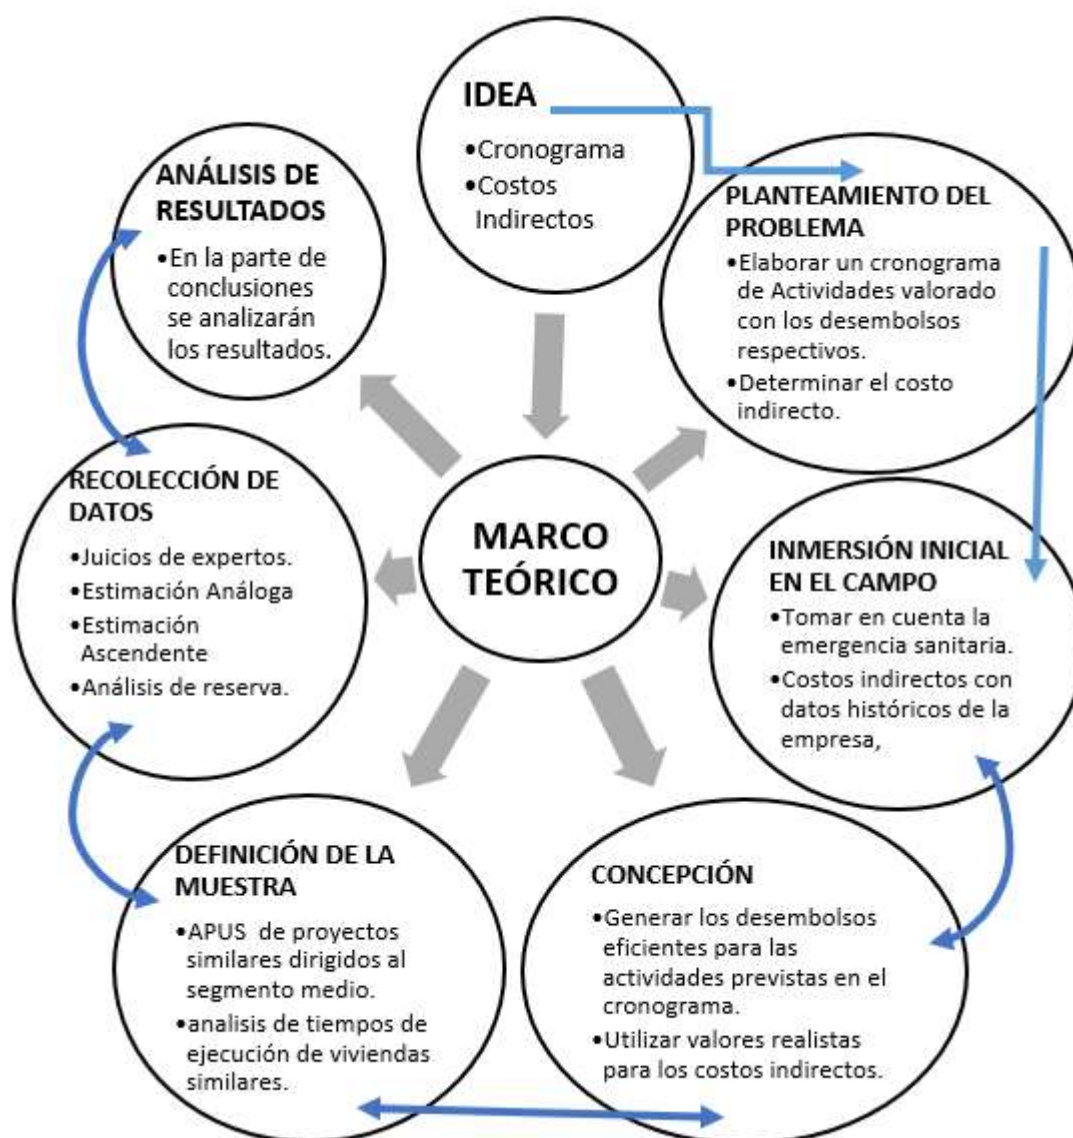 IDEA
•Cronograma
•Costos
Indirectos
PLANTEAMIENTO DEL
PROBLEMA
•Elaborar un cronograma
de Actividades valorado
con los desembolsos
respectivos.
•Determinar el costo
indirecto.
INMERSIÓN INICIAL
EN EL CAMPO
•Tomar en cuenta la
emergencia sanitaria.
•Costos indirectos con
datos históricos de la
empresa,
CONCEPCIÓN
•Generar los desembolsos
eficientes para las
actividades previstas en el
cronograma.
•Utilizar valores realistas
para los costos indirectos.
DEFINICIÓN DE LA
MUESTRA
•APUS de proyectos
similares dirigidos al
segmento medio.
•analisis de tiempos de
ejecución de viviendas
similares.
RECOLECCIÓN DE
DATOS
•Juicios de expertos.
•Estimación Análoga
•Estimación
Ascendente
•Análisis de reserva.
ANÁLISIS DE
RESULTADOS
•En la parte de
conclusiones
se analizarán
los resultados.
MARCO
TEÓRICO